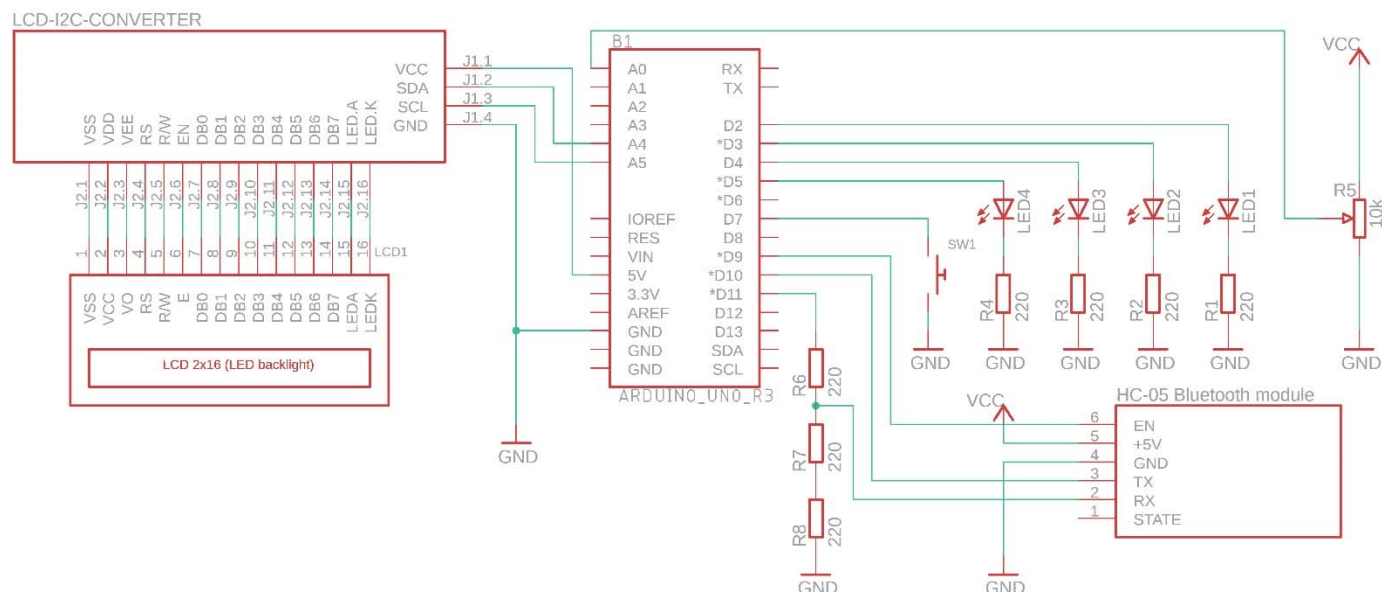 LCD-I2C-CONVERTER
VCC J1.1
SDA J1.2
SCL J1.3
GND J1.4
VSS VDD VEE RS R/W EN DB0 DB1 DB2 DB3 DB4 DB5 DB6 DB7 LED.A LED.K
J2.1 J2.2 J2.3 J2.4 J2.5 J2.6 J2.7 J2.8 J2.9 J2.10 J2.11 J2.12 J2.13 J2.14 J2.15 J2.16
1 2 3 4 5 6 7 8 9 10 11 12 13 14 15 16 LCD1
VSS VCC VO RS R/W E DB0 DB1 DB2 DB3 DB4 DB5 DB6 DB7 LEDA LEDK
LCD 2x16 (LED backlight)
GND
B1
A0 RX
A1 TX
A2
A3 D2
A4 *D3
A5 D4
*D5
*D6
IOREF D7
RES D8
VIN *D9
5V *D10
3.3V *D11
AREF D12
GND D13
GND SDA
GND SCL
ARDUINO_UNO_R3
SW1
GND
LED4 LED3 LED2 LED1
R4 220 R3 220 R2 220 R1 220
GND GND GND GND
VCC
R5 10k
GND
R6 220
R7 220
R8 220
GND
VCC
GND
HC-05 Bluetooth module
6 EN
5 +5V
4 GND
3 TX
2 RX
1 STATE